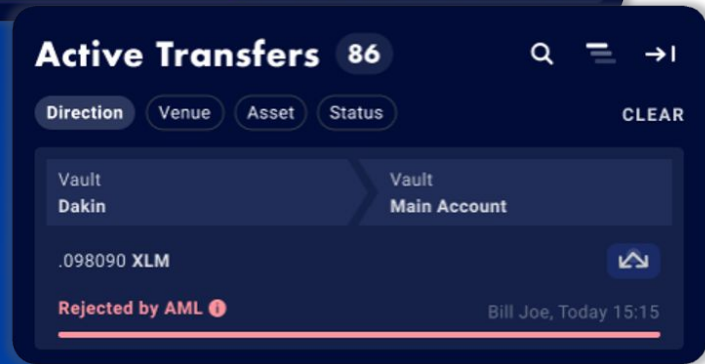 Active Transfers 86
Direction Venue Asset Status CLEAR
Vault Vault
Dakin Main Account
.098090 XLM
Rejected by AML
Bill Joe, Today 15:15